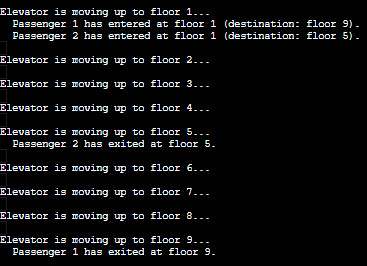 Elevator is moving up to floor 1...
Passenger 1 has entered at floor 1 (destination: floor 9).
Passenger 2 has entered at floor 1 (destination: floor 5).
Elevator is moving up to floor 2...
Elevator is moving up to floor 3...
Elevator is moving up to floor 4...
Elevator is moving up to floor 5...
Passenger 2 has exited at floor 5.
Elevator is moving up to floor 6...
Elevator is moving up to floor 7...
Elevator is moving up to floor 8...
Elevator is moving up to floor 9...
Passenger 1 has exited at floor 9.